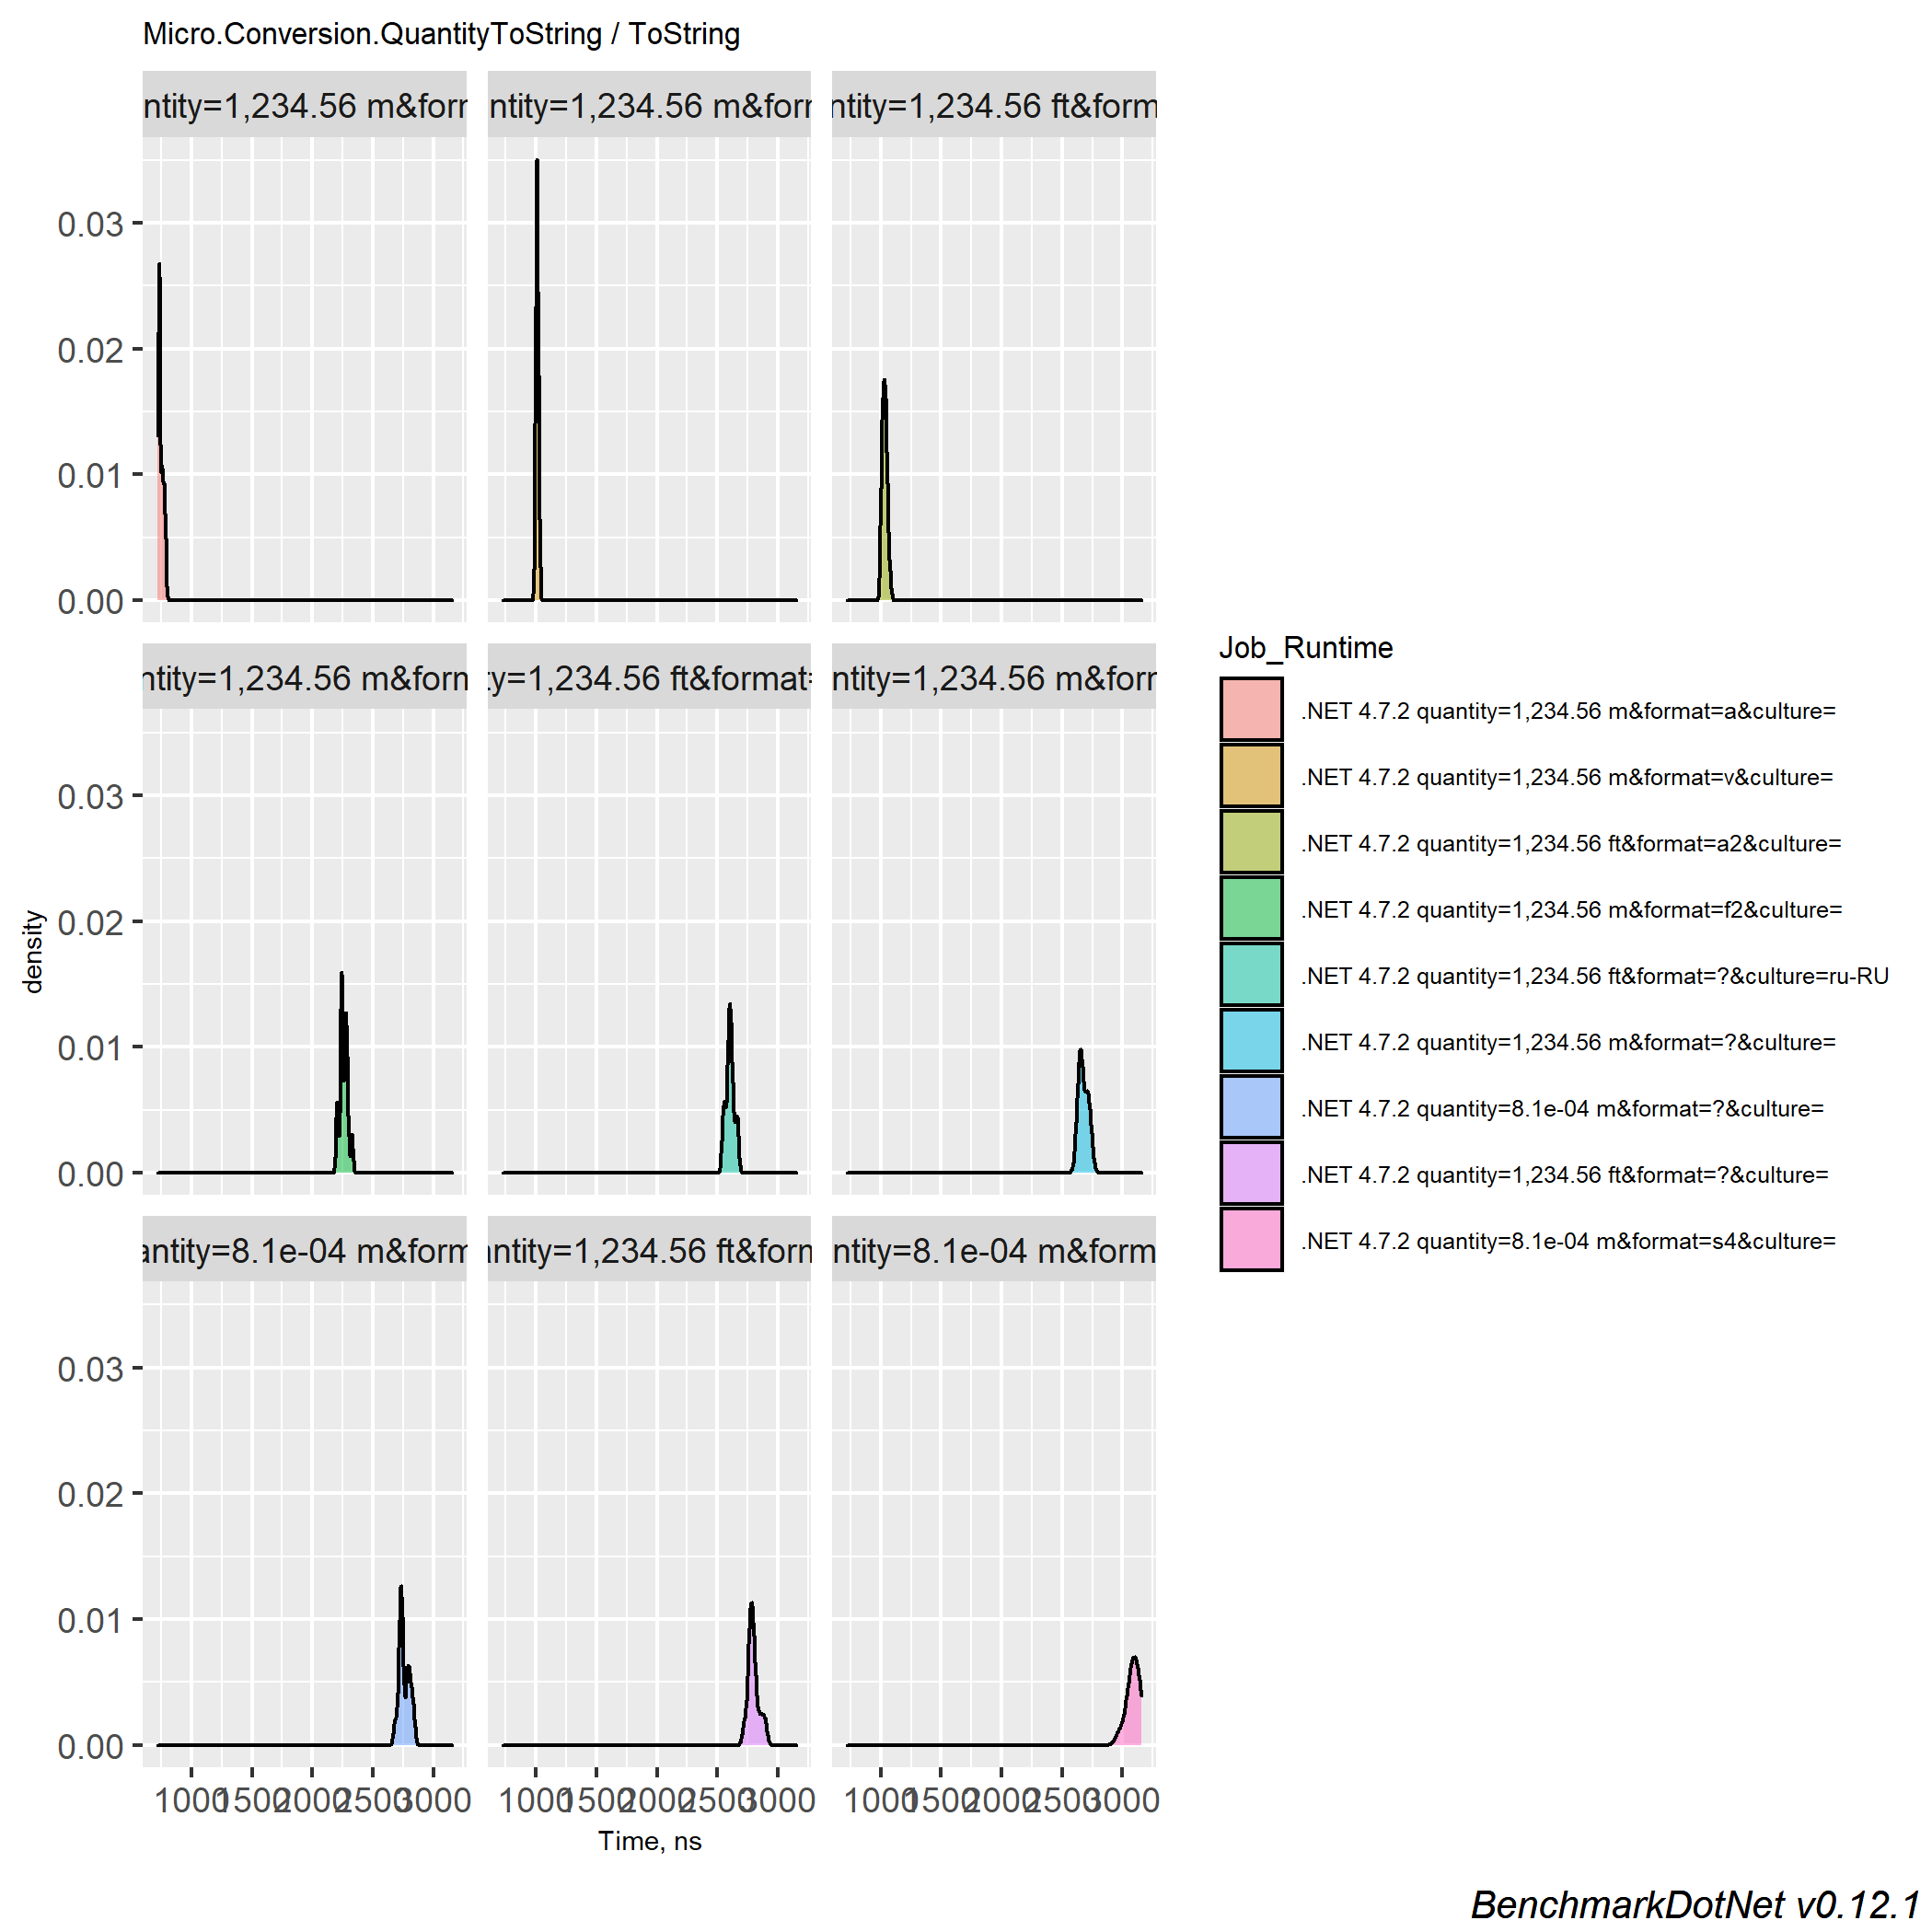 Micro.Conversion.QuantityToString / ToString
ntity=1,234.56 m&form
ntity=1,234.56 m&form
ntity=1,234.56 ft&form
0.03
0.02
0.01
0.00
ntity=1,234.56 m&form
ty=1,234.56 ft&format=
ntity=1,234.56 m&form
0.03
0.02
0.01
0.00
antity=8.1e-04 m&form
antity=1,234.56 ft&form
ntity=8.1e-04 m&form
0.03
0.02
0.01
0.00
1000 1500 2000 2500 3000
1000 1500 2000 2500 3000
1000 1500 2000 2500 3000
Time, ns
density
Job_Runtime
.NET 4.7.2 quantity=1,234.56 m&format=a&culture=
.NET 4.7.2 quantity=1,234.56 m&format=v&culture=
.NET 4.7.2 quantity=1,234.56 ft&format=a2&culture=
.NET 4.7.2 quantity=1,234.56 m&format=f2&culture=
.NET 4.7.2 quantity=1,234.56 ft&format=?&culture=ru-RU
.NET 4.7.2 quantity=1,234.56 m&format=?&culture=
.NET 4.7.2 quantity=8.1e-04 m&format=?&culture=
.NET 4.7.2 quantity=1,234.56 ft&format=?&culture=
.NET 4.7.2 quantity=8.1e-04 m&format=s4&culture=
BenchmarkDotNet v0.12.1